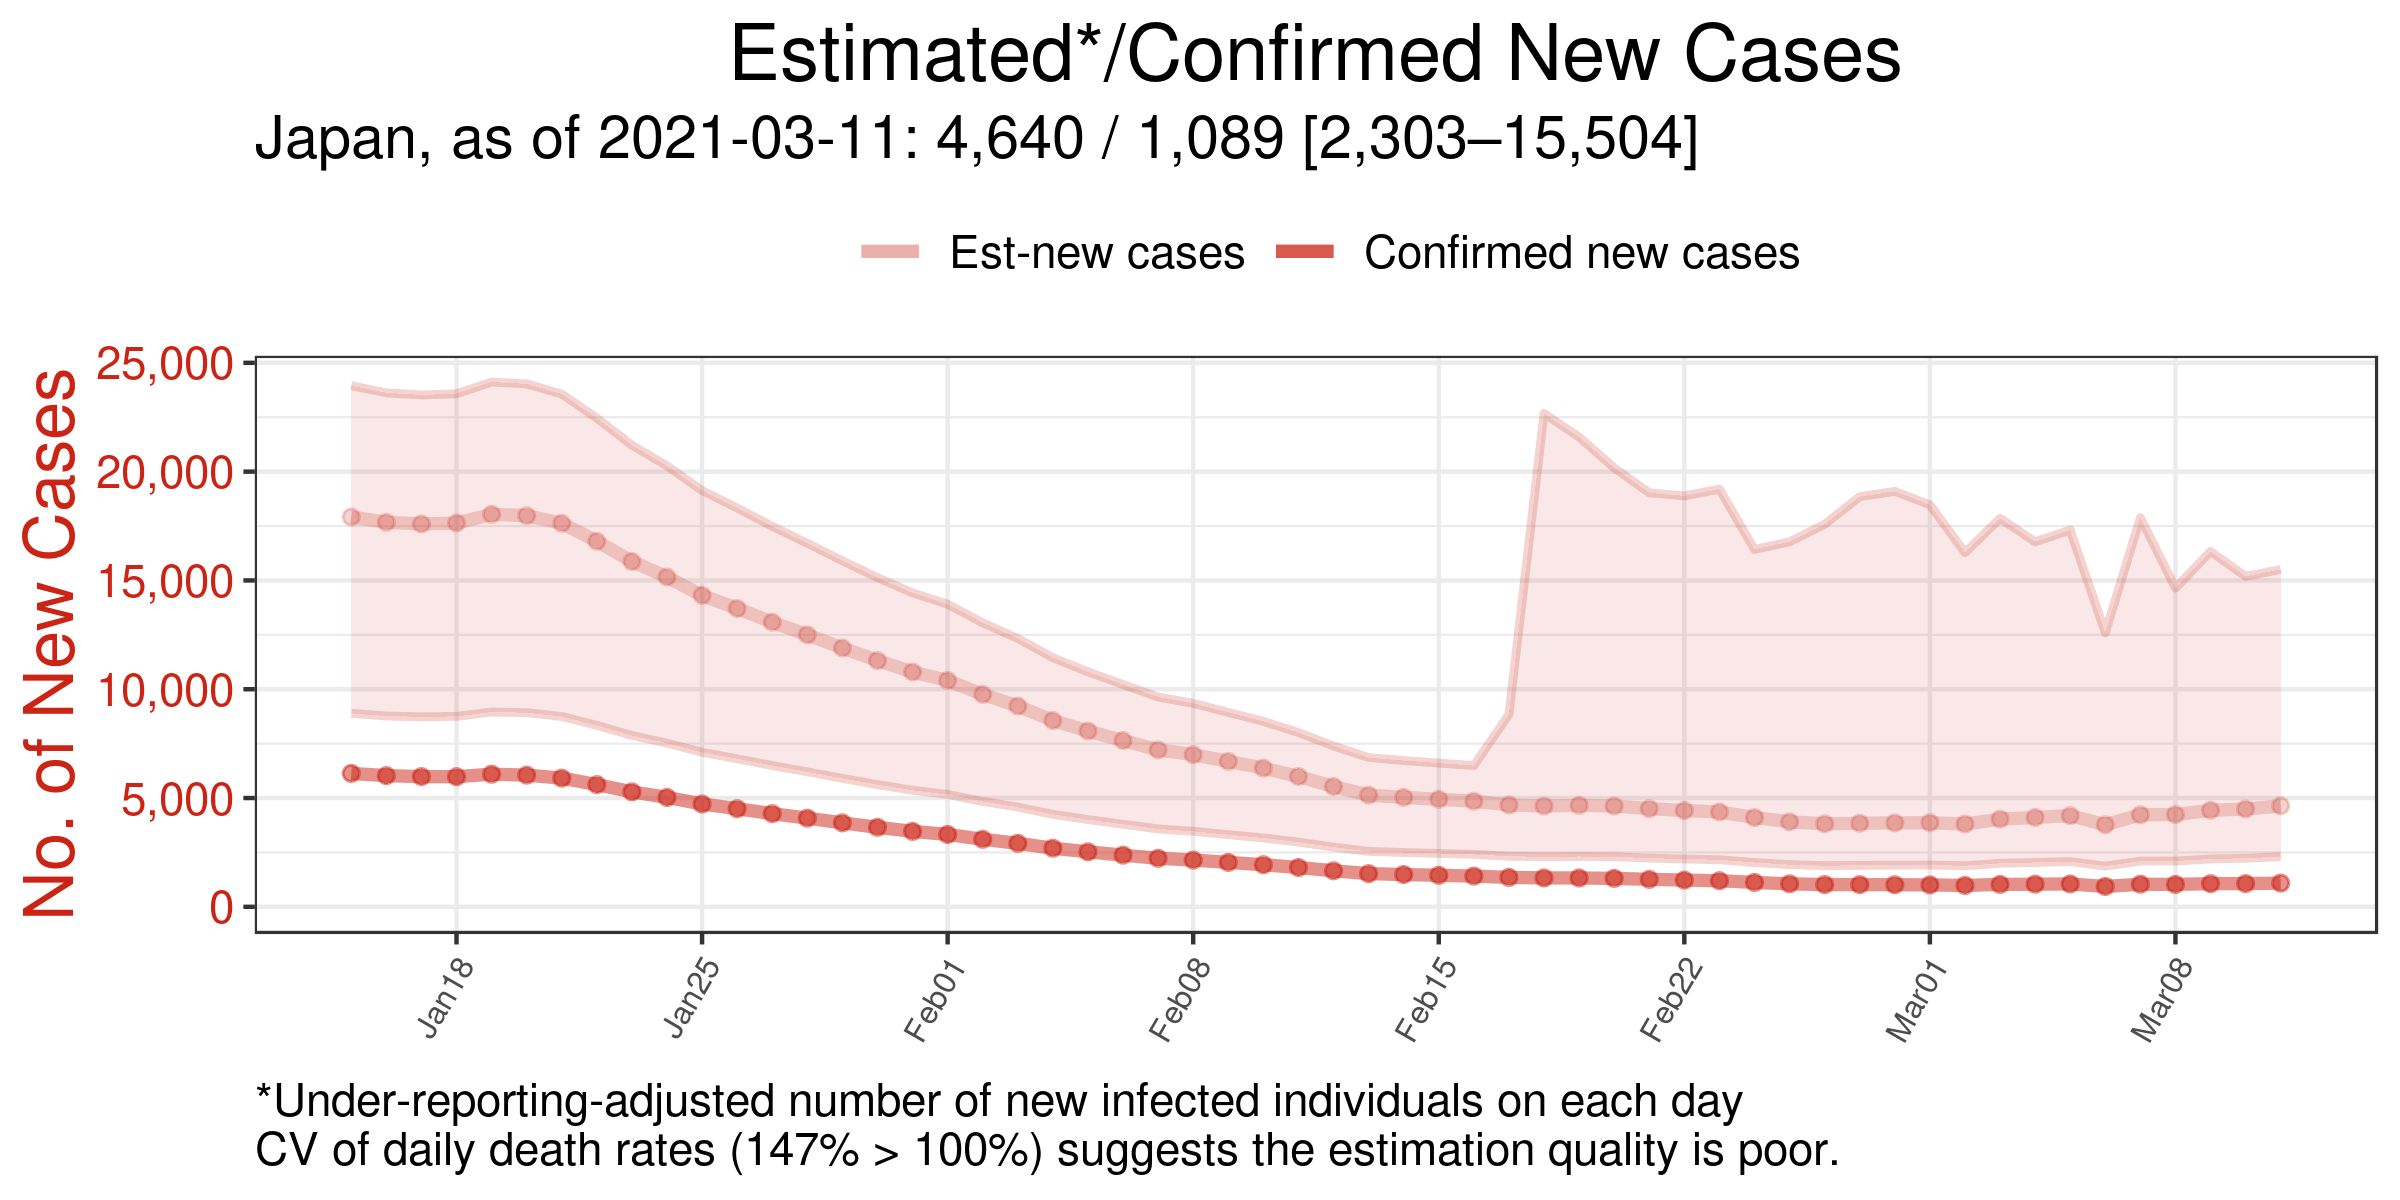 Estimated*/Confirmed New Cases
Japan, as of 2021-03-11: 4,640 / 1,089 [2,303–15,504]
Est-new cases
Confirmed new cases
No. of New Cases
25,000
20,000
15,000
10,000
5,000
0
Jan18
Jan25
Feb01
Feb08
Feb15
Feb22
Mar01
Mar08
*Under-reporting-adjusted number of new infected individuals on each day
CV of daily death rates (147% > 100%) suggests the estimation quality is poor.